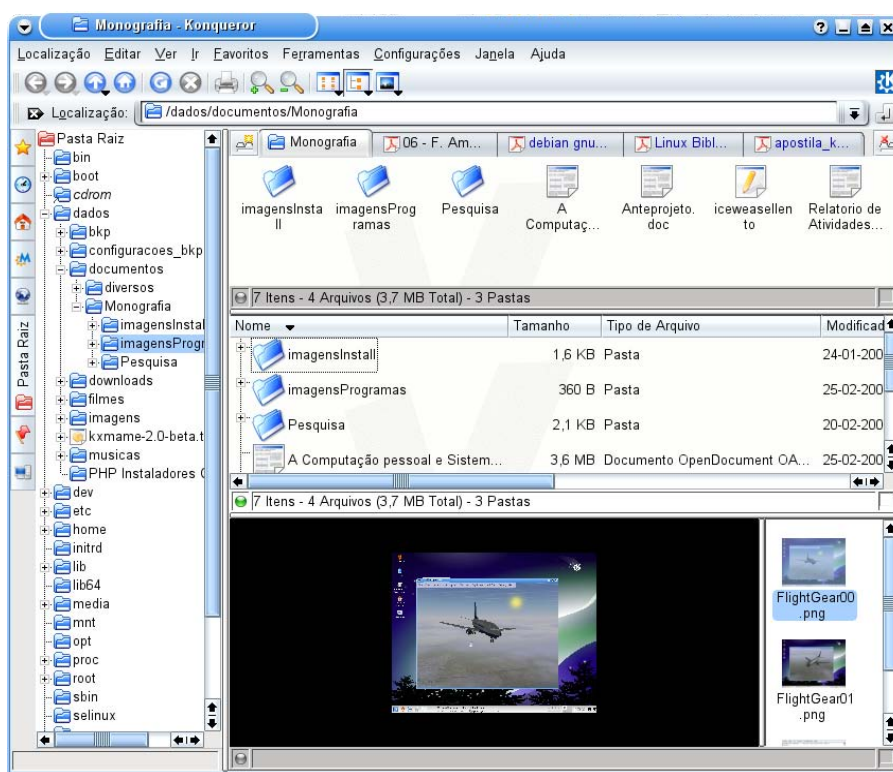 Monografia - Konqueror
Localização Editar Ver Ir Favoritos Ferramentas Configurações Janela Ajuda
Localização: /dados/documentos/Monografia
Pasta Raiz
Pasta Raiz
bin
boot
cdrom
dados
bkp
configuracoes_bkp
documentos
diversos
Monografia
imagensInstal
imagensProgr
Pesquisa
downloads
filmes
imagens
kxmame-2.0-beta.t
musicas
PHP Instaladores
dev
etc
home
initrd
lib
lib64
media
mnt
opt
proc
root
sbin
selinux
Monografia 06 - F. Am... debian gnu... Linux Bibl... apostila_k...
imagensInsta
ll
imagensProg
ramas
Pesquisa
A
Computaç...
Anteprojeto.
doc
iceweasellen
to
Relatorio de
Atividades...
7 Itens - 4 Arquivos (3,7 MB Total) - 3 Pastas
Nome Tamanho Tipo de Arquivo Modificad
imagensInstall 1,6 KB Pasta 24-01-200
imagensProgramas 360 B Pasta 25-02-200
Pesquisa 2,1 KB Pasta 20-02-200
A Computação pessoal e Sistem... 3,6 MB Documento OpenDocument OA... 25-02-200
7 Itens - 4 Arquivos (3,7 MB Total) - 3 Pastas
FlightGear00
.png
FlightGear01
.png